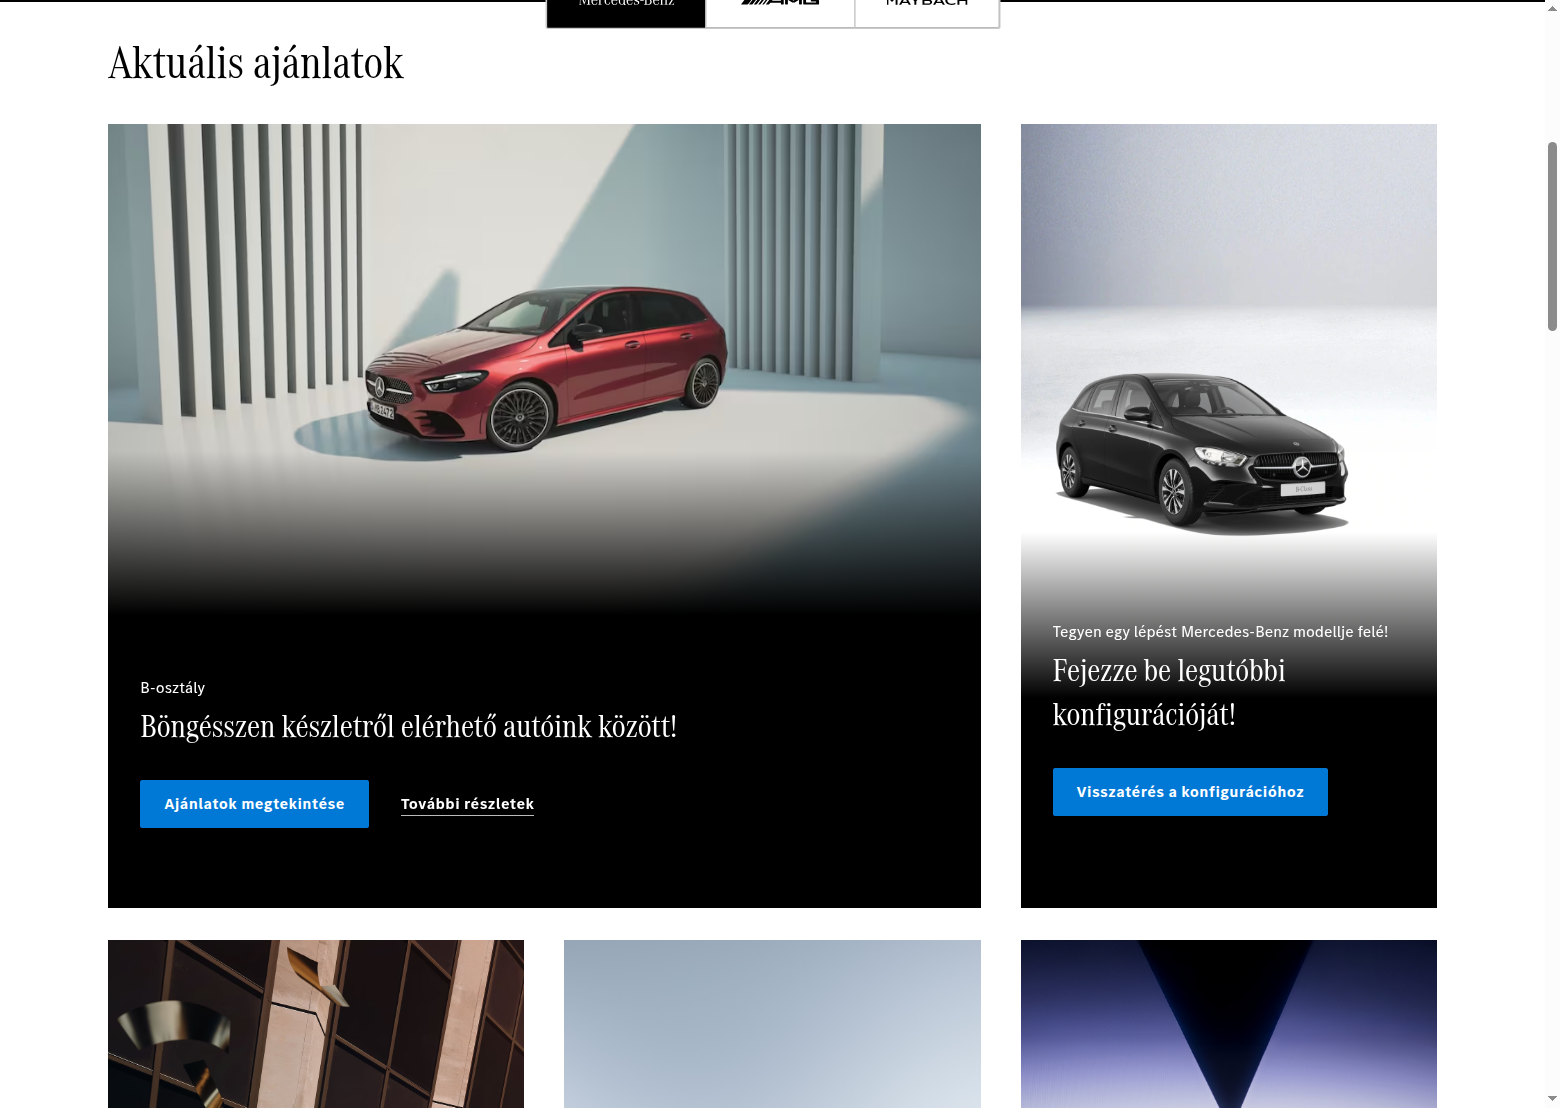 Mercedes-Benz
AMG
MAYBACH
Aktuális ajánlatok
B-osztály
Böngésszen készletről elérhető autóink között!
Ajánlatok megtekintése
További részletek
Tegyen egy lépést Mercedes-Benz modellje felé!
Fejezze be legutóbbi
konfigurációját!
Visszatérés a konfigurációhoz